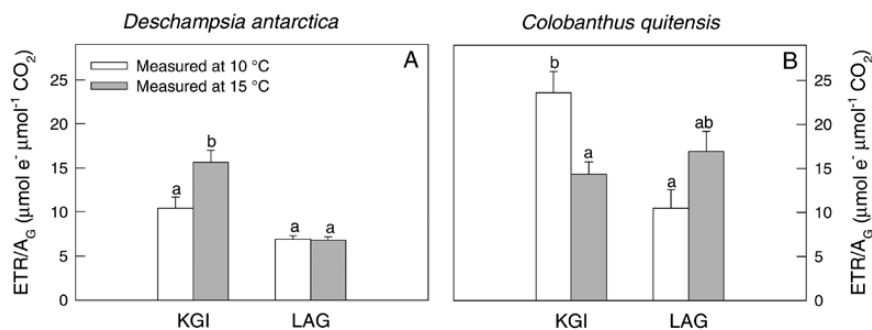 Deschampsia antarctica
Colobanthus quitensis
ETR/A_G (µmol e⁻ µmol⁻¹ CO₂)
25
20
15
10
5
0
Measured at 10 °C
Measured at 15 °C
A
a
b
a
a
KGI
LAG
B
b
a
a
ab
KGI
LAG
25
20
15
10
5
0
ETR/A_G (µmol e⁻ µmol⁻¹ CO₂)